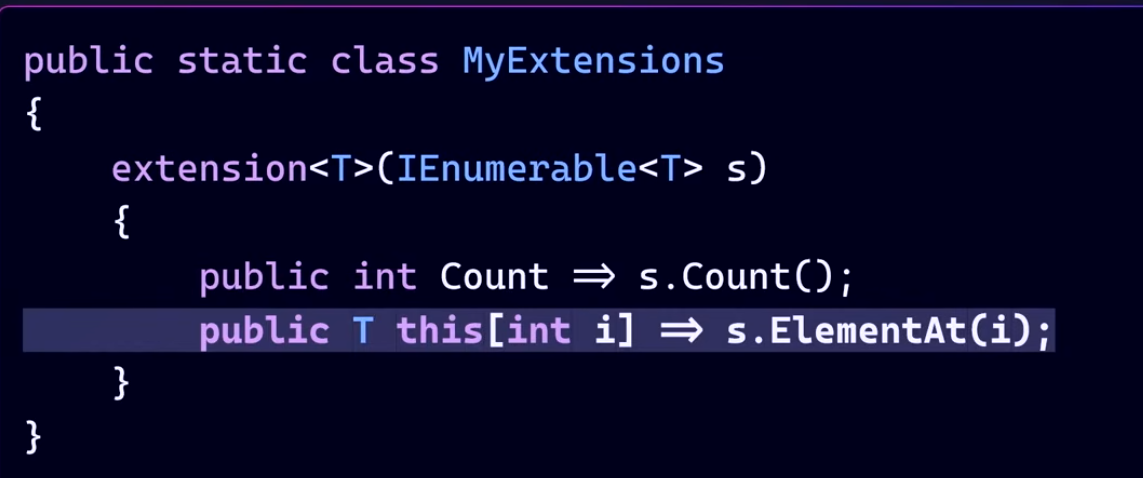 public static class MyExtensions
{
    extension<T>(IEnumerable<T> s)
    {
        public int Count => s.Count();
        public T this[int i] => s.ElementAt(i);
    }
}